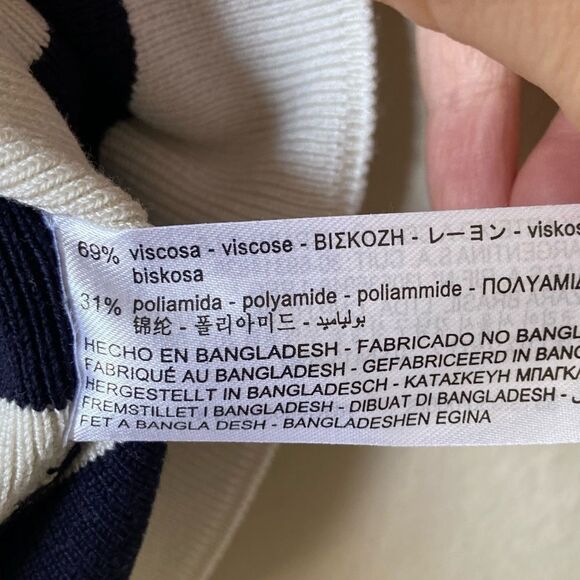 69% viscosa - viscose - ΒΙΣΚΟΖΗ - レーヨン - visko
biskosa
31% poliamida - polyamide - poliammide - ΠΟΛΥΑΜΙΔ
锦纶 - 폴리아미드 - بولياميد
HECHO EN BANGLADESH - FABRICADO NO BANGL
FABRIQUÉ AU BANGLADESH - GEFABRICEERD IN BANG
HERGESTELLT IN BANGLADESCH - ΚΑΤΑΣΚΕΥΗ ΜΠΑΓΚΛ
FREMSTILLET I BANGLADESH - DIBUAT DI BANGLADESH -
FET A BANGLA DESH - BANGLADESHEN EGINA